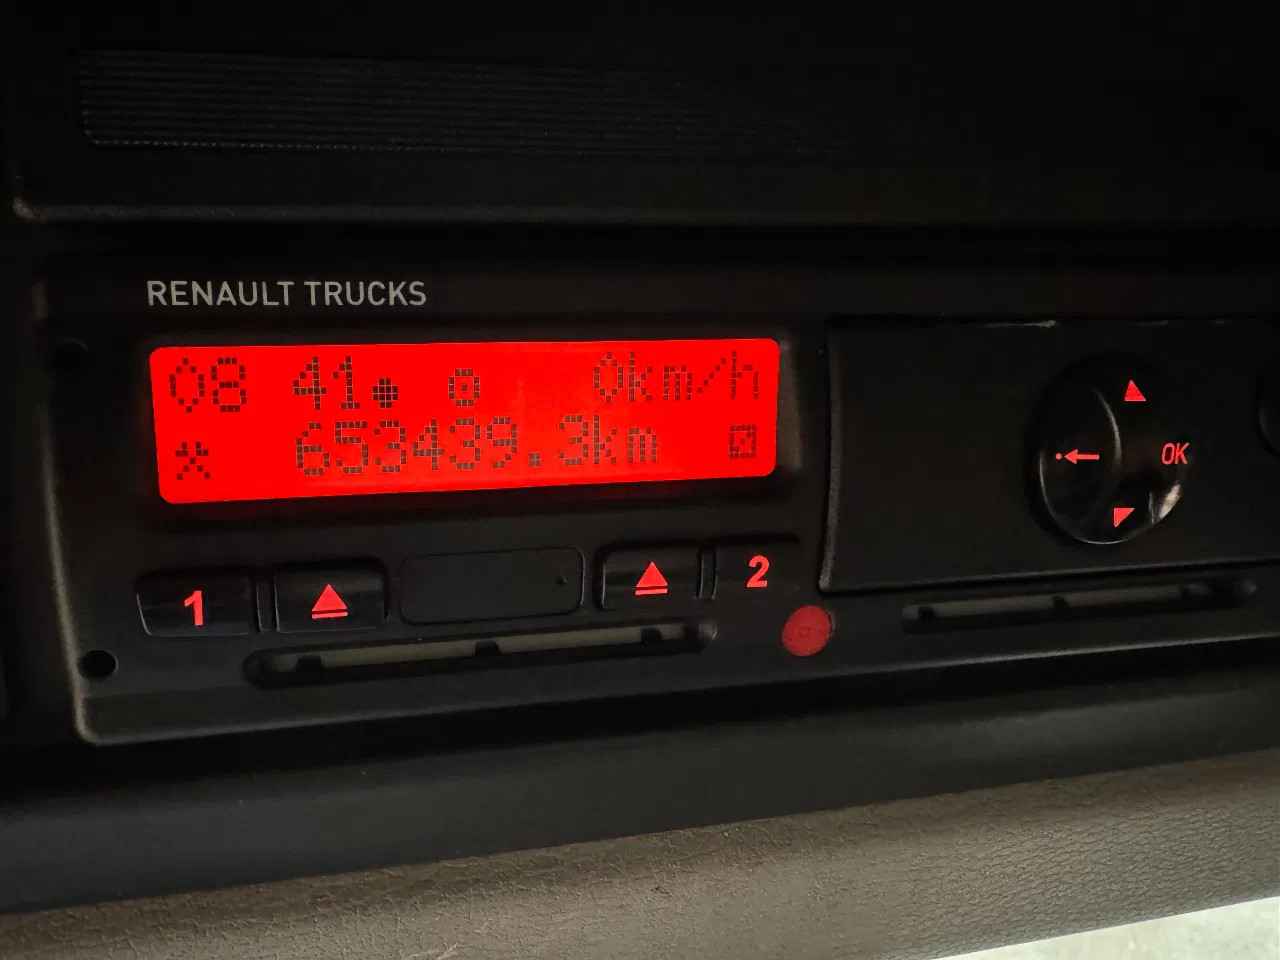 RENAULT TRUCKS
08 41 0km/h
653439.3km
1 2
OK